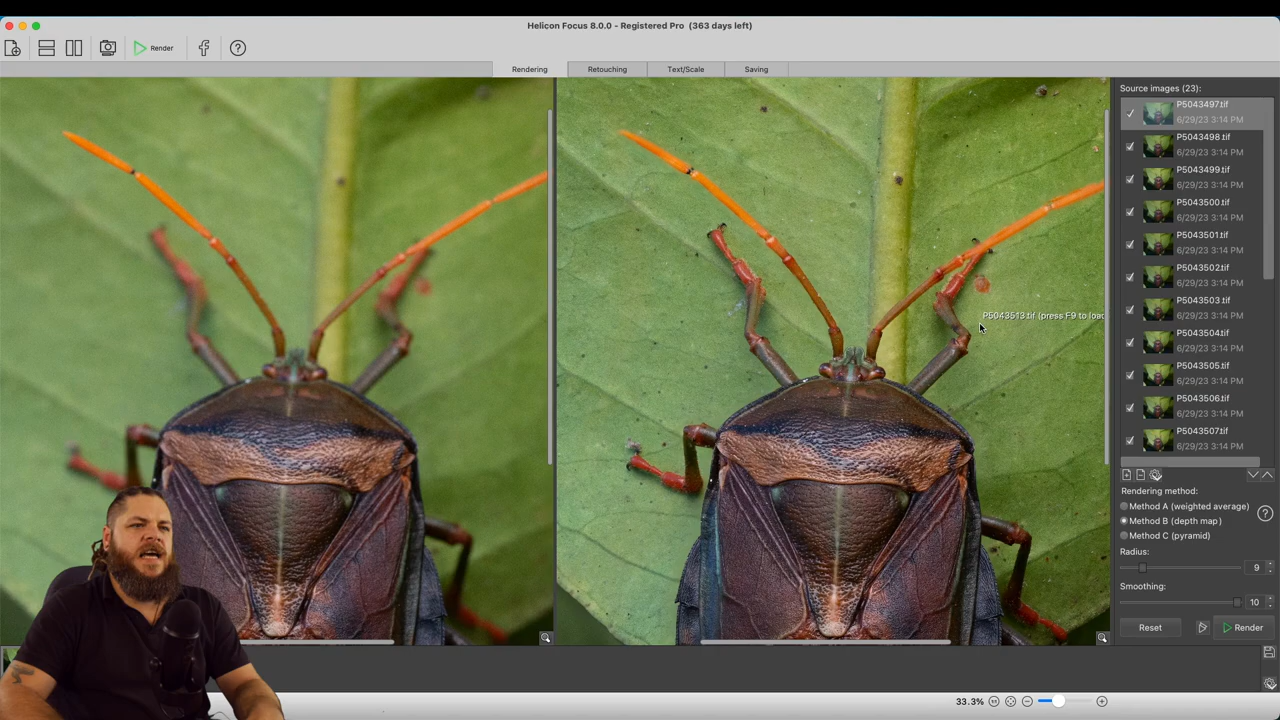 Helicon Focus 8.0.0 - Registered Pro (363 days left)
Render
Rendering
Retouching
Text/Scale
Saving
Source images (23):
P5043497.tif
6/29/23 3:14 PM
P5043498.tif
6/29/23 3:14 PM
P5043499.tif
6/29/23 3:14 PM
P5043500.tif
6/29/23 3:14 PM
P5043501.tif
6/29/23 3:14 PM
P5043502.tif
6/29/23 3:14 PM
P5043503.tif
6/29/23 3:14 PM
P5043504.tif
6/29/23 3:14 PM
P5043505.tif
6/29/23 3:14 PM
P5043506.tif
6/29/23 3:14 PM
P5043507.tif
6/29/23 3:14 PM
P5043513.tif (press F9 to loa
Rendering method:
Method A (weighted average)
Method B (depth map)
Method C (pyramid)
Radius:
9
Smoothing:
10
Reset
Render
33.3%